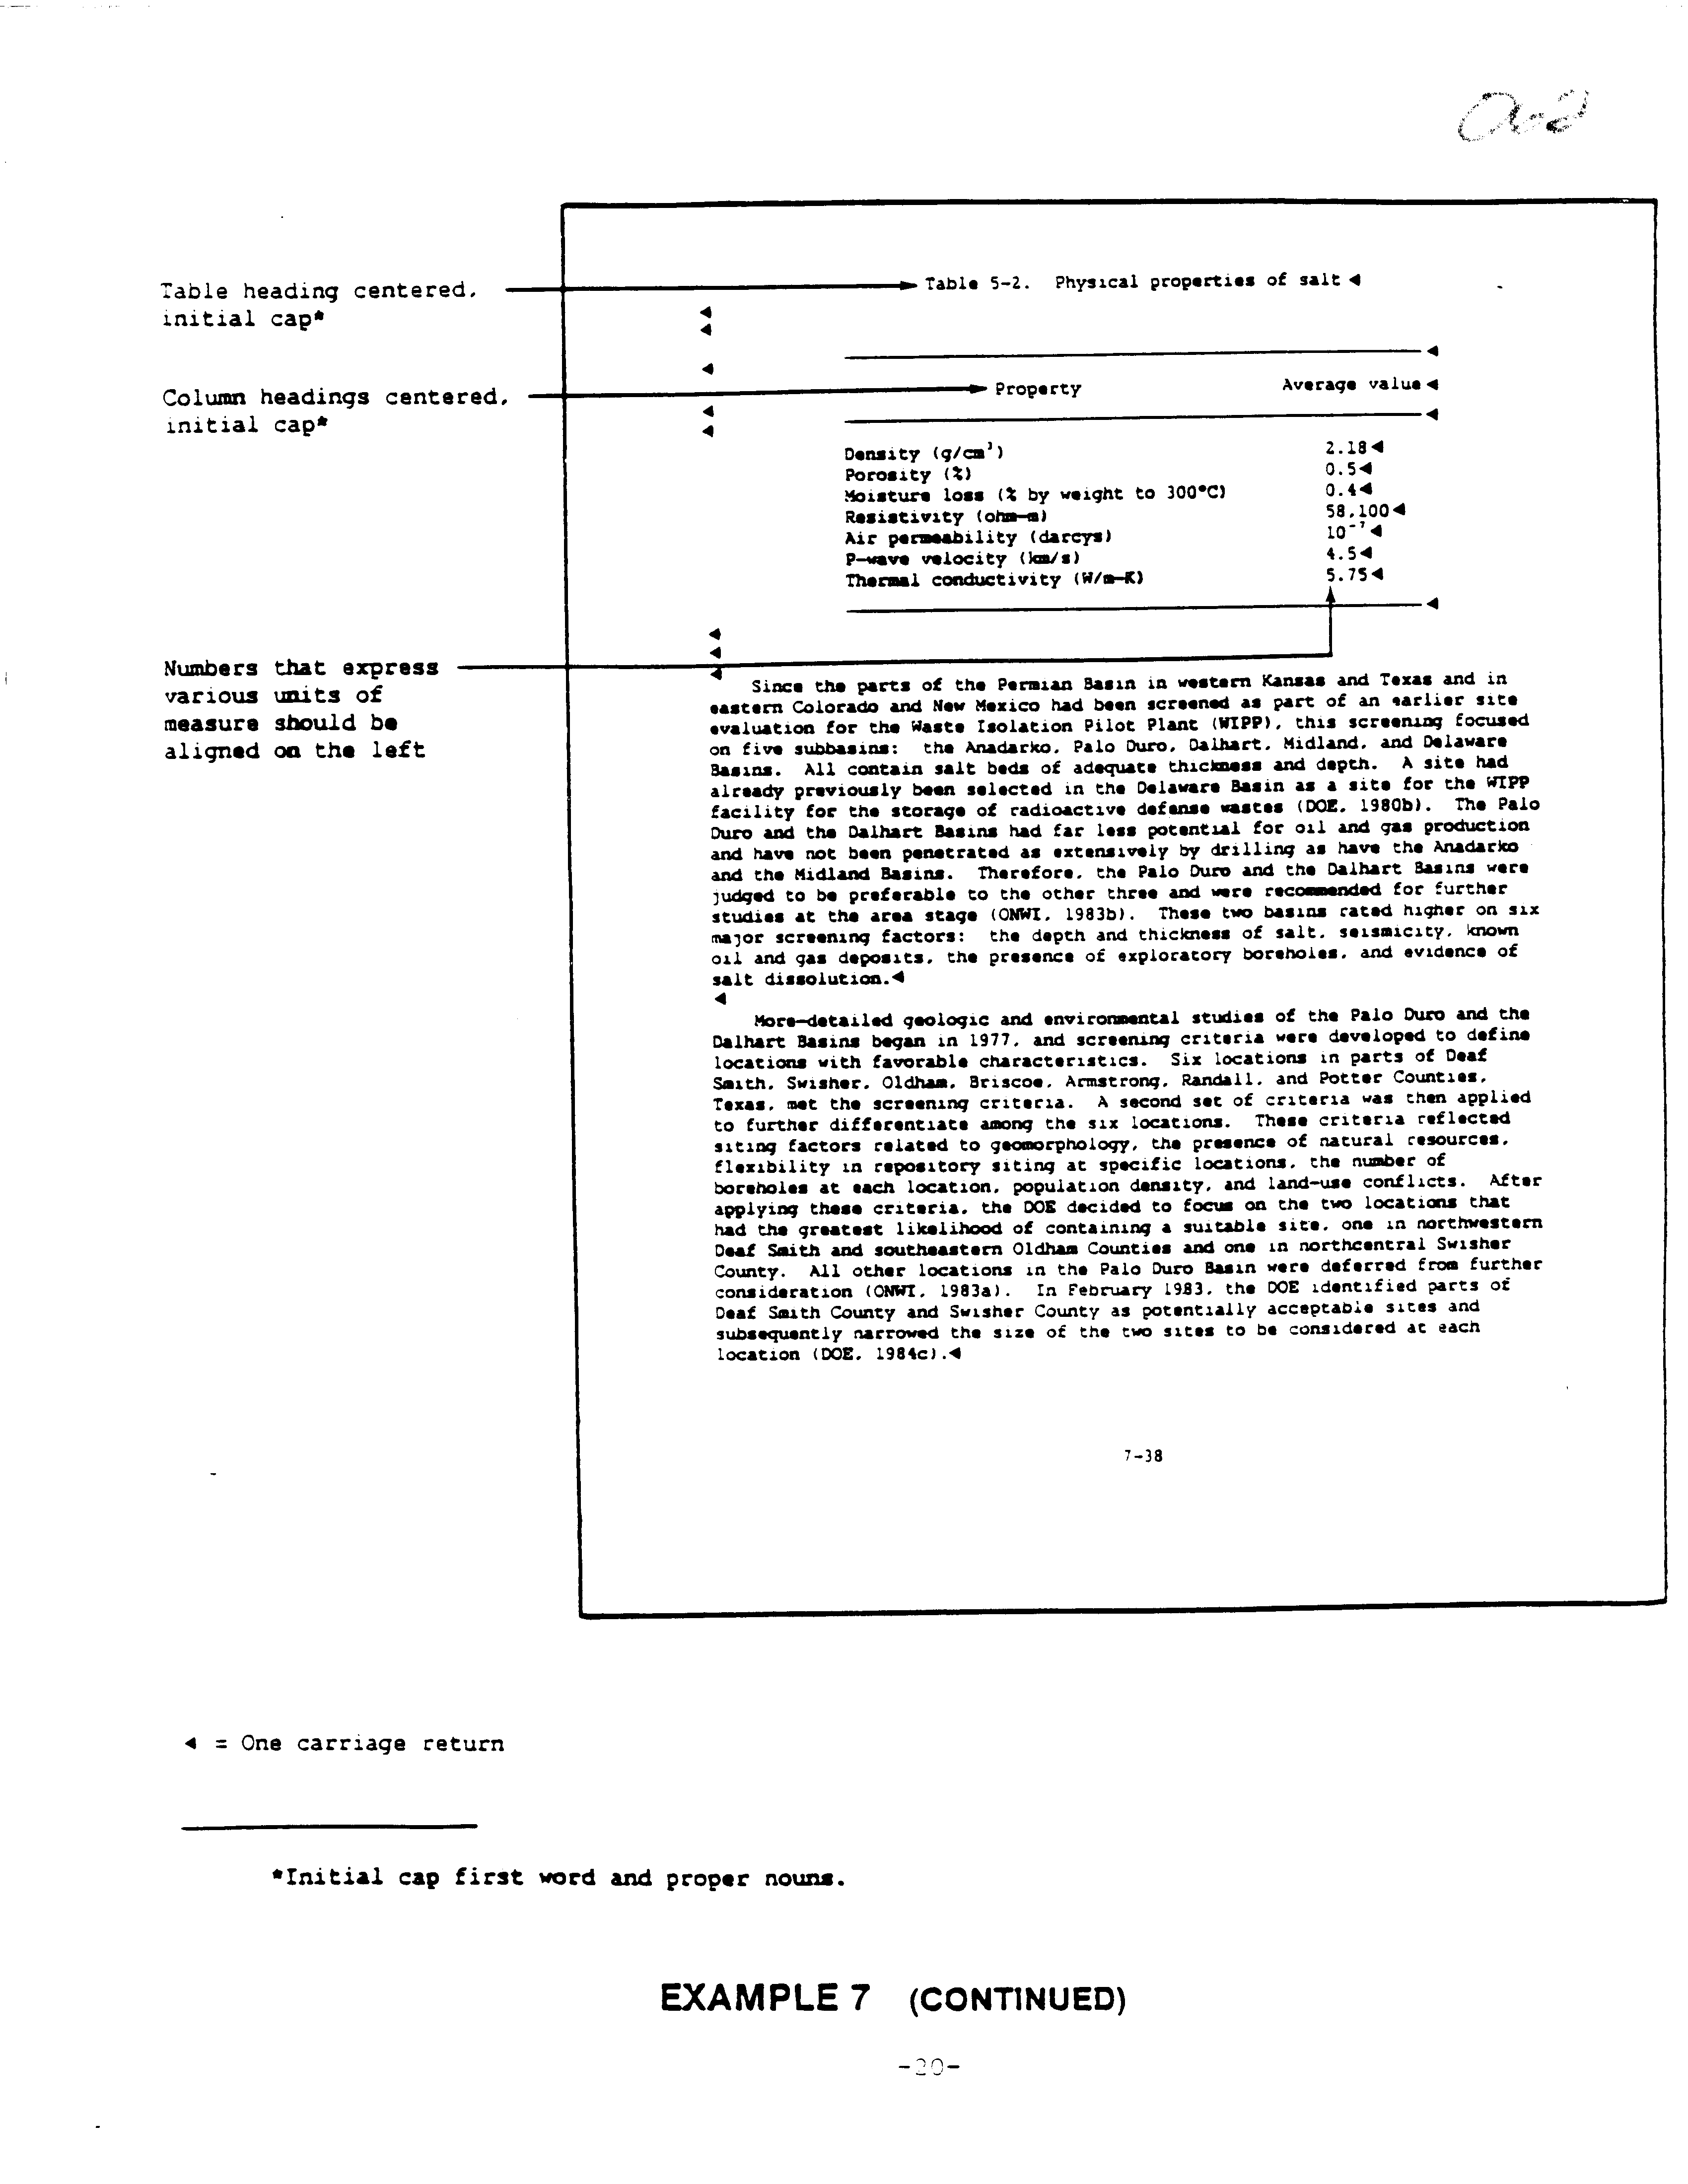 Table heading centered,
initial cap*
Table 5-2. Physical properties of salt ◄
◄
◄
◄
◄
Column headings centered,
initial cap*
Property Average value ◄
◄
◄
◄
Density (g/cm³) 2.18◄
Porosity (%) 0.5◄
Moisture loss (% by weight to 300°C) 0.4◄
Resistivity (ohm-m) 58,100◄
Air permeability (darcys) 10⁻⁷◄
P-wave velocity (km/s) 4.5◄
Thermal conductivity (W/m-K) 5.75◄
◄
◄
◄
◄
Numbers that express
various units of
measure should be
aligned on the left
Since the parts of the Permian Basin in western Kansas and Texas and in
eastern Colorado and New Mexico had been screened as part of an earlier site
evaluation for the Waste Isolation Pilot Plant (WIPP), this screening focused
on five subbasins: the Anadarko, Palo Duro, Dalhart, Midland, and Delaware
Basins. All contain salt beds of adequate thickness and depth. A site had
already previously been selected in the Delaware Basin as a site for the WIPP
facility for the storage of radioactive defense wastes (DOE, 1980b). The Palo
Duro and the Dalhart Basins had far less potential for oil and gas production
and have not been penetrated as extensively by drilling as have the Anadarko
and the Midland Basins. Therefore, the Palo Duro and the Dalhart Basins were
judged to be preferable to the other three and were recommended for further
studies at the area stage (ONWI, 1983b). These two basins rated higher on six
major screening factors: the depth and thickness of salt, seismicity, known
oil and gas deposits, the presence of exploratory boreholes, and evidence of
salt dissolution.◄
◄
More-detailed geologic and environmental studies of the Palo Duro and the
Dalhart Basins began in 1977, and screening criteria were developed to define
locations with favorable characteristics. Six locations in parts of Deaf
Smith, Swisher, Oldham, Briscoe, Armstrong, Randall, and Potter Counties,
Texas, met the screening criteria. A second set of criteria was then applied
to further differentiate among the six locations. These criteria reflected
siting factors related to geomorphology, the presence of natural resources,
flexibility in repository siting at specific locations, the number of
boreholes at each location, population density, and land-use conflicts. After
applying these criteria, the DOE decided to focus on the two locations that
had the greatest likelihood of containing a suitable site, one in northwestern
Deaf Smith and southeastern Oldham Counties and one in northcentral Swisher
County. All other locations in the Palo Duro Basin were deferred from further
consideration (ONWI, 1983a). In February 1983, the DOE identified parts of
Deaf Smith County and Swisher County as potentially acceptable sites and
subsequently narrowed the size of the two sites to be considered at each
location (DOE, 1984c).◄
7-38
◄ = One carriage return
*Initial cap first word and proper nouns.
EXAMPLE 7 (CONTINUED)
-20-